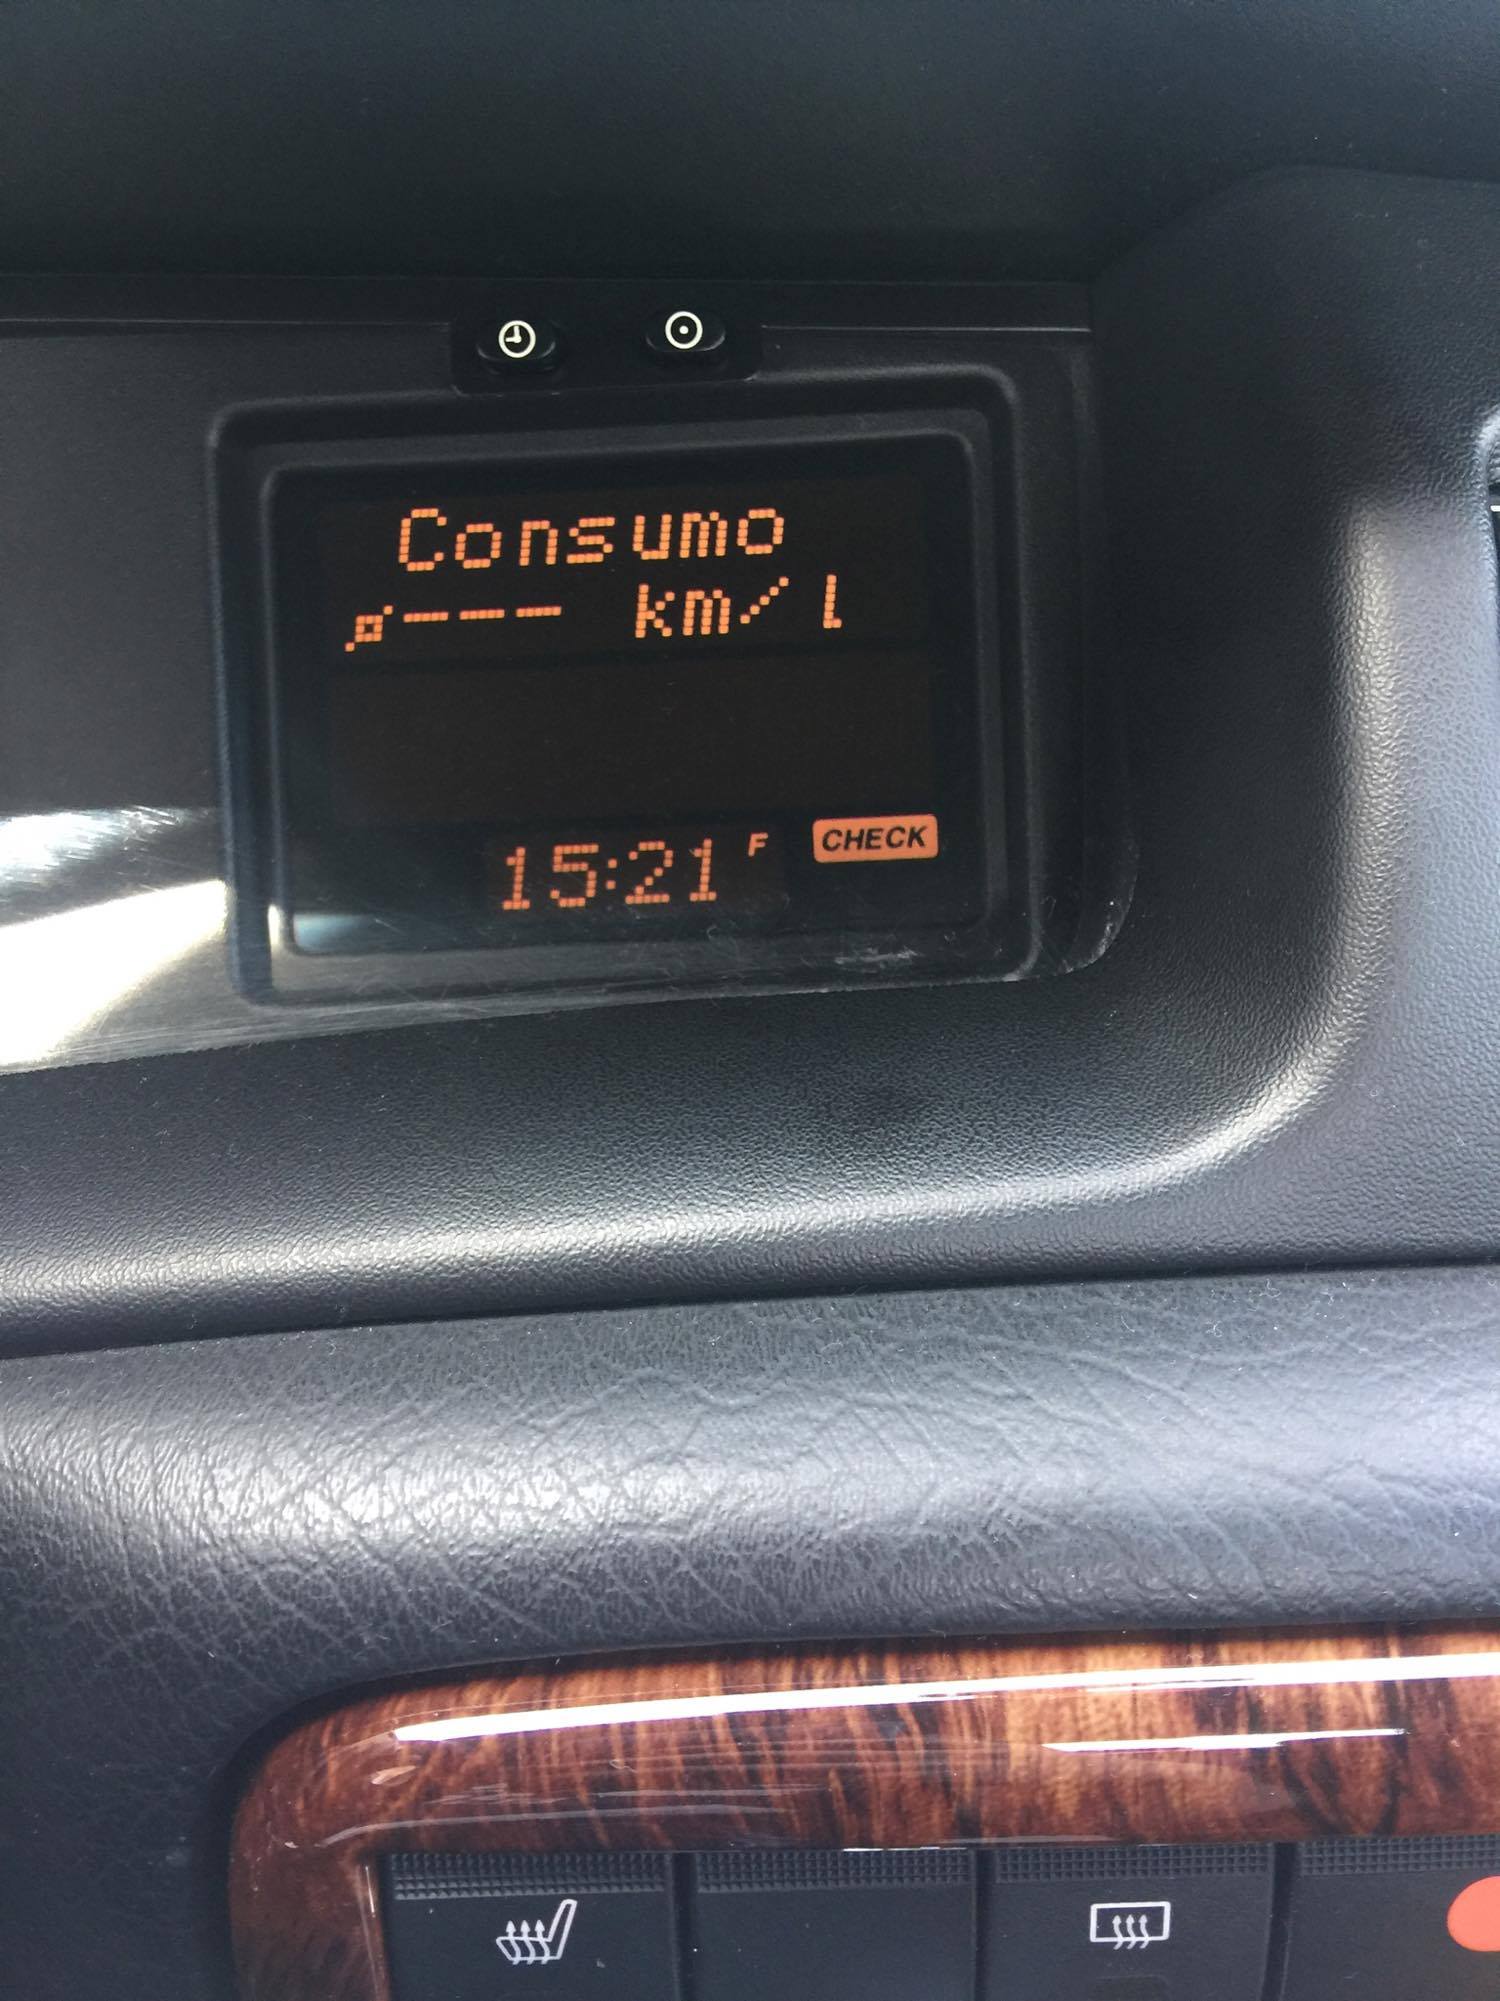 Consumo
ø--- km/l
15:21 F CHECK